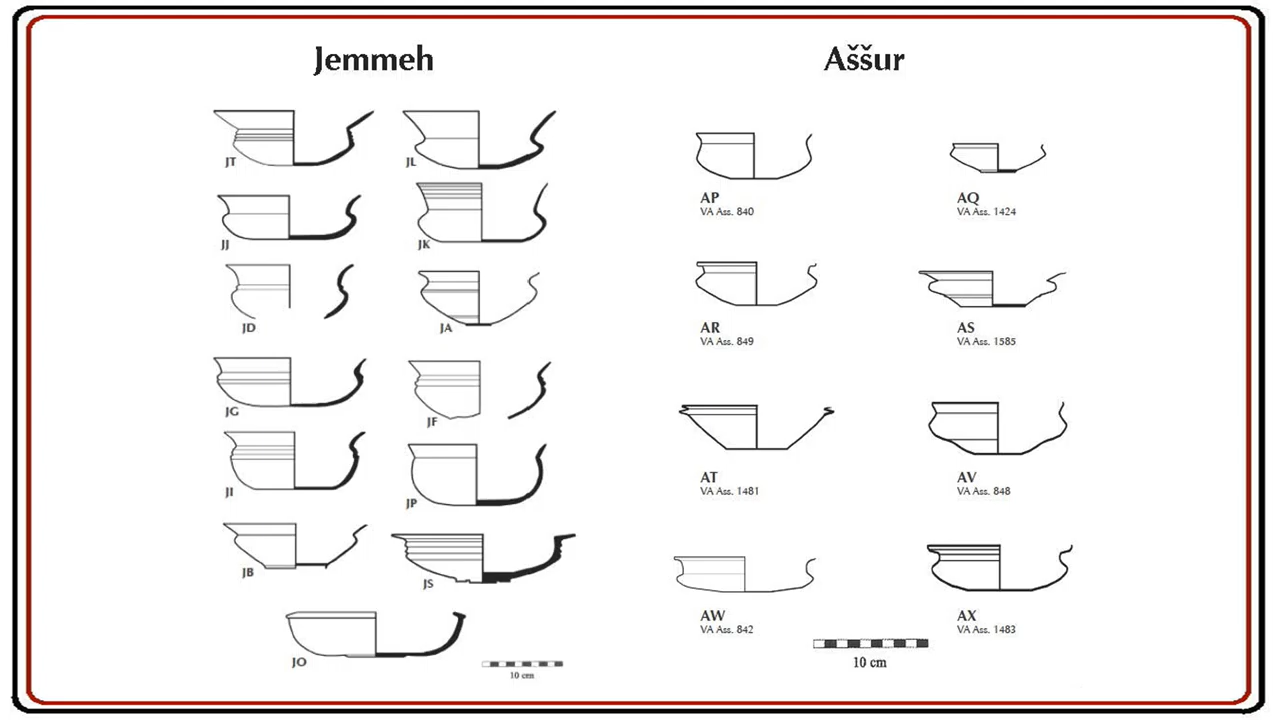 Jemmeh
Aššur
JT
JL
JJ
JK
JD
JA
JG
JF
JI
JP
JB
JS
JO
10 cm
AP
VA Ass. 840
AQ
VA Ass. 1424
AR
VA Ass. 849
AS
VA Ass. 1585
AT
VA Ass. 1481
AV
VA Ass. 848
AW
VA Ass. 842
AX
VA Ass. 1483
10 cm